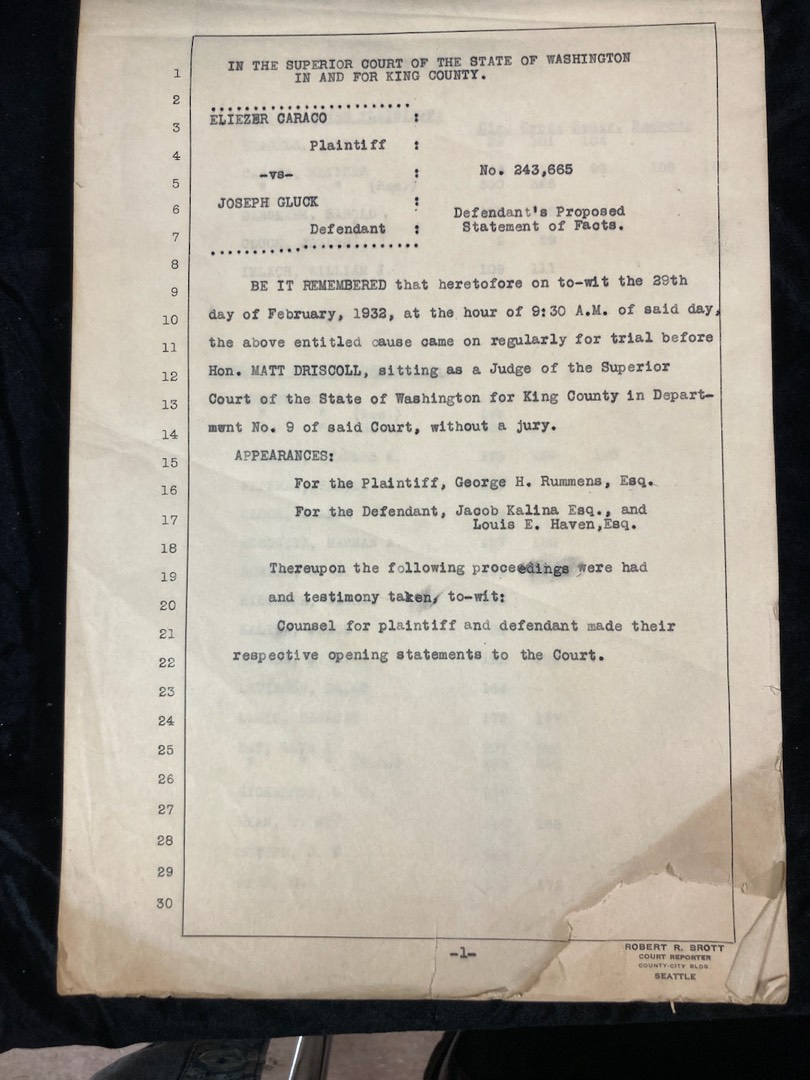 IN THE SUPERIOR COURT OF THE STATE OF WASHINGTON
IN AND FOR KING COUNTY.
1
2
........................
3 ELIEZER CARACO :
4 Plaintiff :
-vs- : No. 243,665
5
6 JOSEPH GLUCK : Defendant's Proposed
7 Defendant : Statement of Facts.
........................
8
9 BE IT REMEMBERED that heretofore on to-wit the 29th
10 day of February, 1932, at the hour of 9:30 A.M. of said day,
11 the above entitled cause came on regularly for trial before
12 Hon. MATT DRISCOLL, sitting as a Judge of the Superior
13 Court of the State of Washington for King County in Depart-
14 mwnt No. 9 of said Court, without a jury.
15 APPEARANCES:
16 For the Plaintiff, George H. Rummens, Esq.
17 For the Defendant, Jacob Kalina Esq., and
Louis E. Haven,Esq.
18
19 Thereupon the following proceedings were had
20 and testimony taken, to-wit:
21 Counsel for plaintiff and defendant made their
22 respective opening statements to the Court.
23
24
25
26
27
28
29
30
-1-
ROBERT R. BROTT
COURT REPORTER
COUNTY-CITY BLDG.
SEATTLE